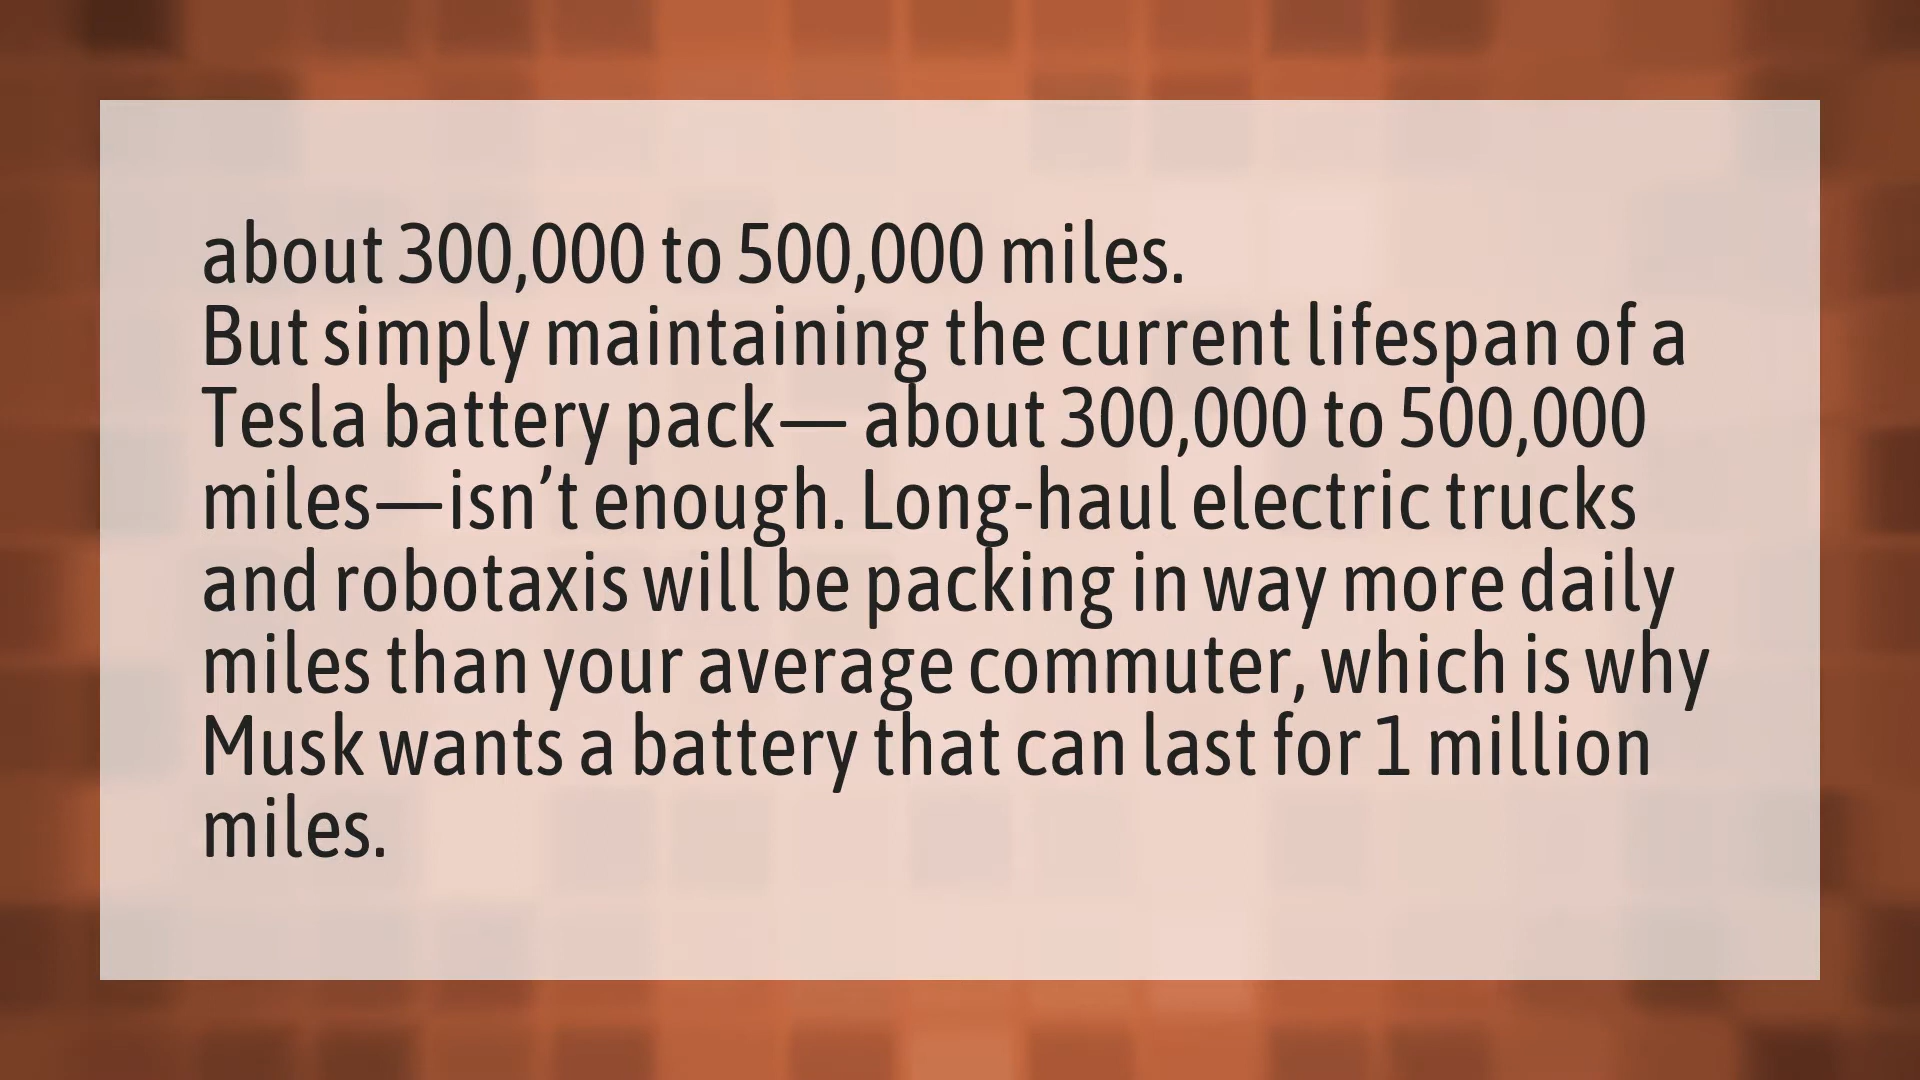 about 300,000 to 500,000 miles.
But simply maintaining the current lifespan of a
Tesla battery pack— about 300,000 to 500,000
miles—isn’t enough. Long-haul electric trucks
and robotaxis will be packing in way more daily
miles than your average commuter, which is why
Musk wants a battery that can last for 1 million
miles.